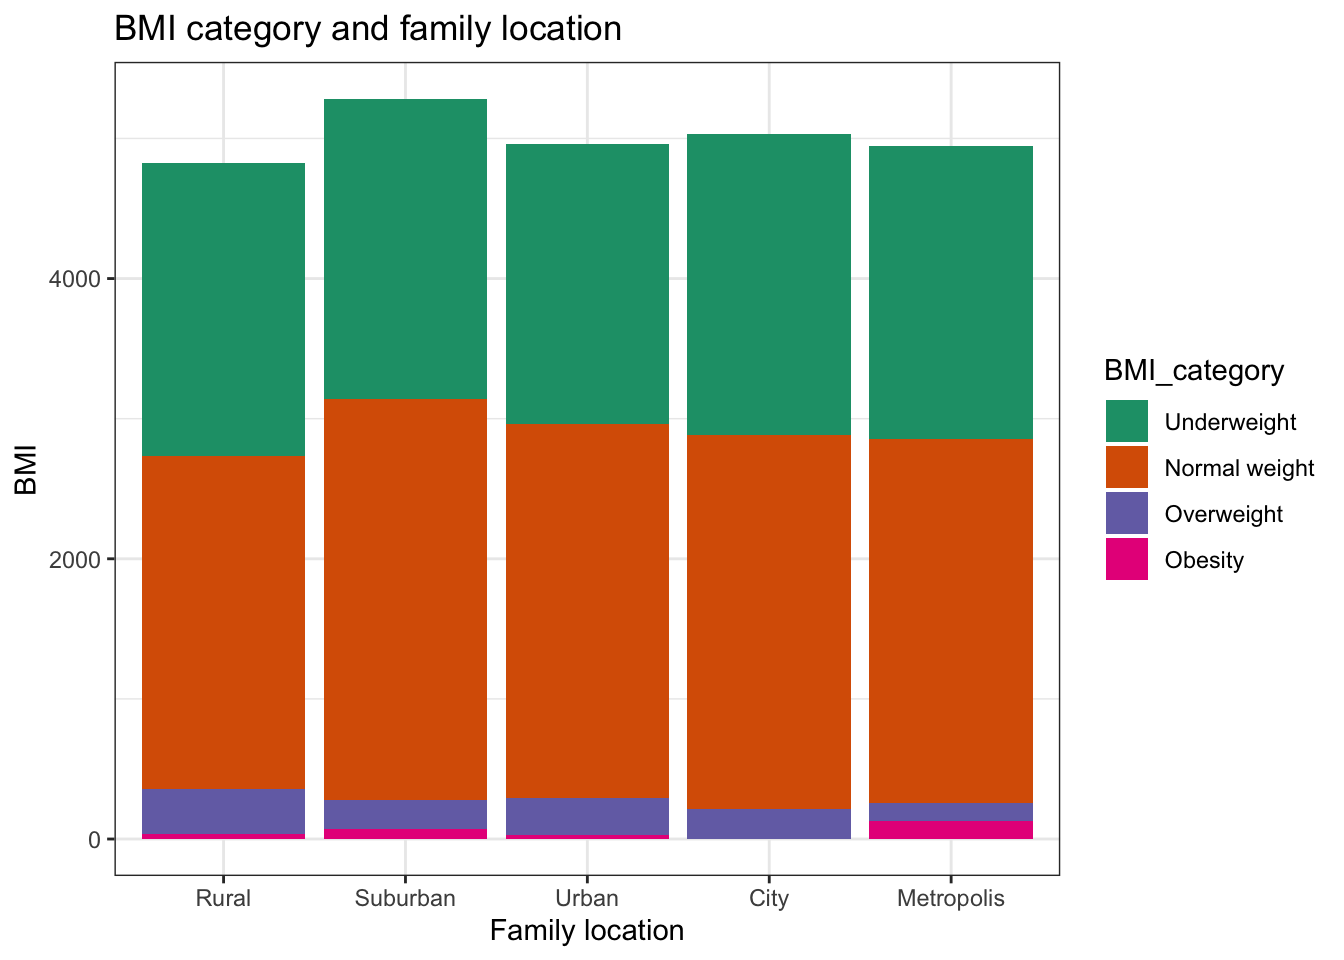 BMI category and family location
BMI
4000
2000
0
Rural Suburban Urban City Metropolis
Family location
BMI_category
Underweight
Normal weight
Overweight
Obesity